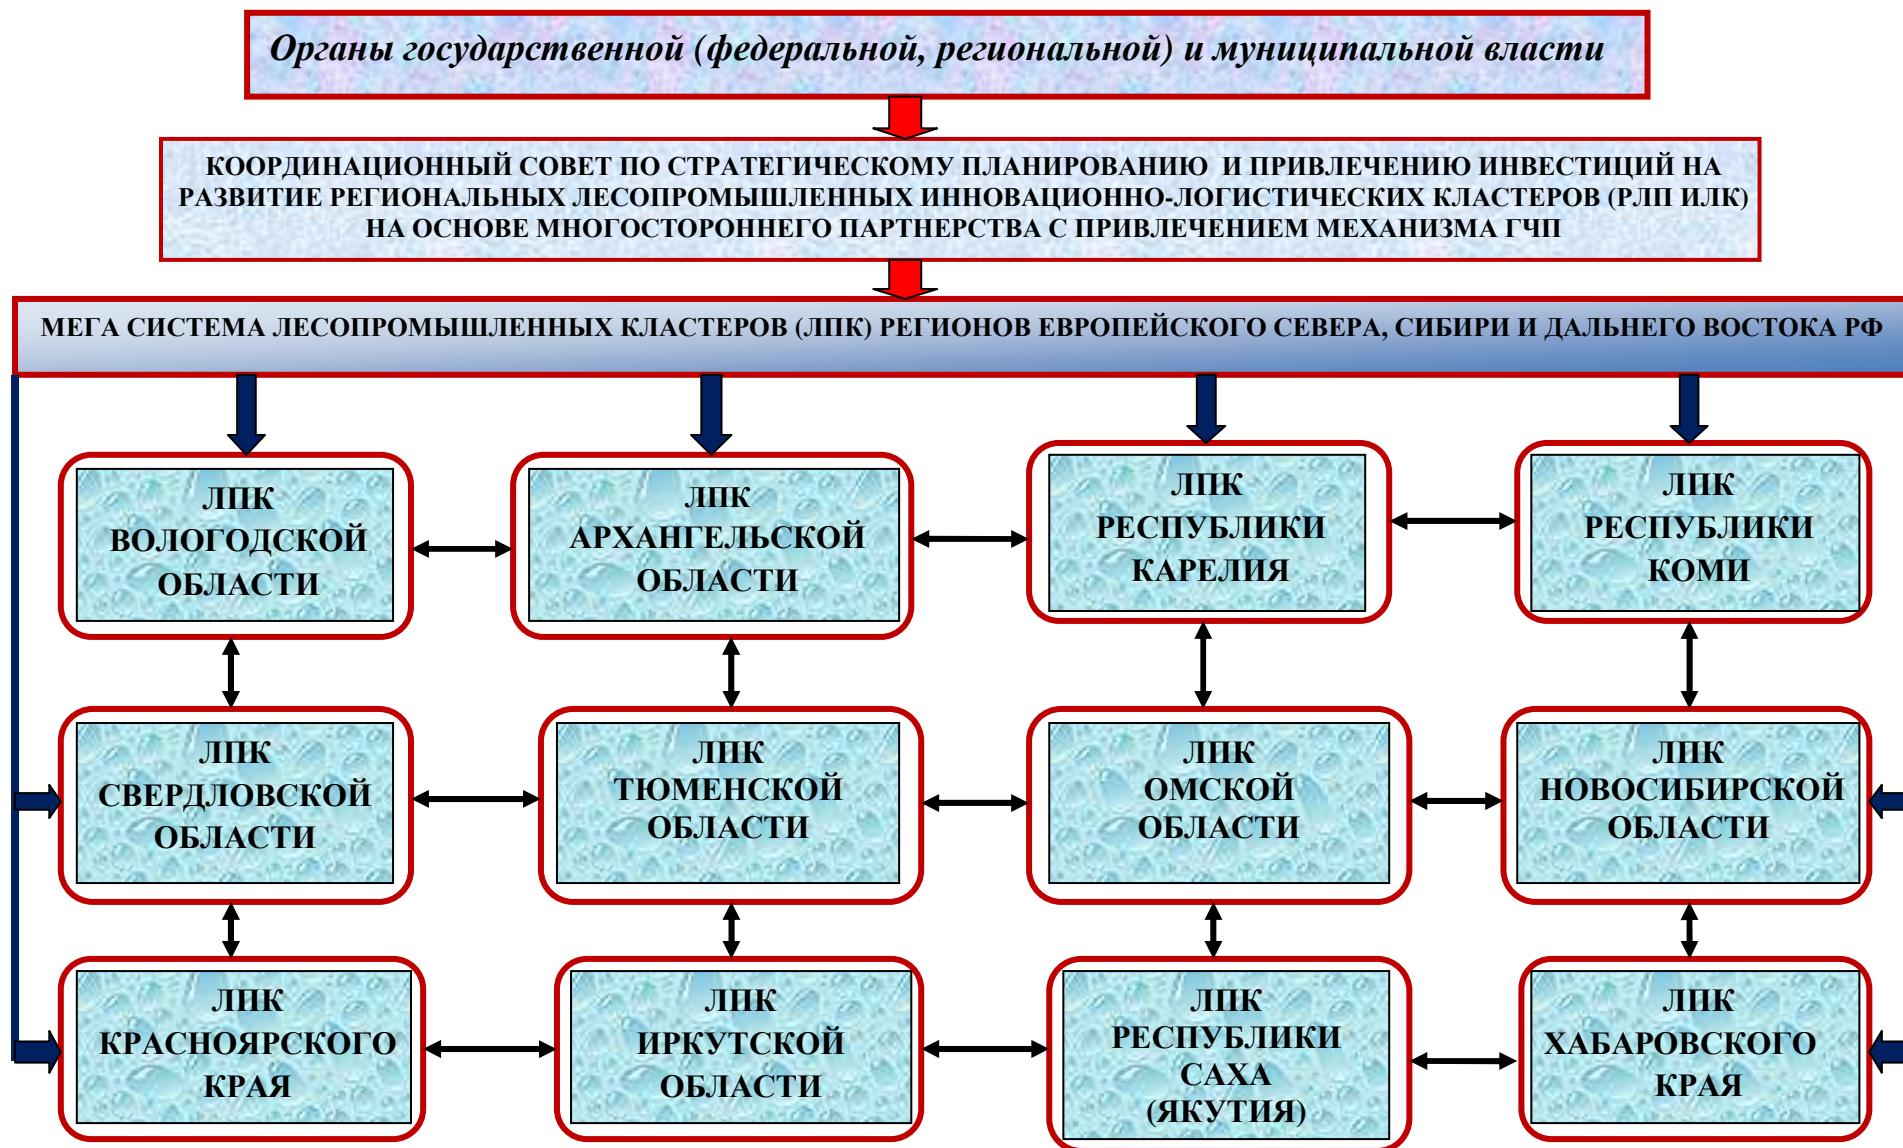 Органы государственной (федеральной, региональной) и муниципальной власти
КООРДИНАЦИОННЫЙ СОВЕТ ПО СТРАТЕГИЧЕСКОМУ ПЛАНИРОВАНИЮ И ПРИВЛЕЧЕНИЮ ИНВЕСТИЦИЙ НА
РАЗВИТИЕ РЕГИОНАЛЬНЫХ ЛЕСОПРОМЫШЛЕННЫХ ИННОВАЦИОННО-ЛОГИСТИЧЕСКИХ КЛАСТЕРОВ (РЛП ИЛК)
НА ОСНОВЕ МНОГОСТОРОННЕГО ПАРТНЕРСТВА С ПРИВЛЕЧЕНИЕМ МЕХАНИЗМА ГЧП
МЕГА СИСТЕМА ЛЕСОПРОМЫШЛЕННЫХ КЛАСТЕРОВ (ЛПК) РЕГИОНОВ ЕВРОПЕЙСКОГО СЕВЕРА, СИБИРИ И ДАЛЬНЕГО ВОСТОКА РФ
ЛПК
ВОЛОГОДСКОЙ
ОБЛАСТИ
ЛПК
АРХАНГЕЛЬСКОЙ
ОБЛАСТИ
ЛПК
РЕСПУБЛИКИ
КАРЕЛИЯ
ЛПК
РЕСПУБЛИКИ
КОМИ
ЛПК
СВЕРДЛОВСКОЙ
ОБЛАСТИ
ЛПК
ТЮМЕНСКОЙ
ОБЛАСТИ
ЛПК
ОМСКОЙ
ОБЛАСТИ
ЛПК
НОВОСИБИРСКОЙ
ОБЛАСТИ
ЛПК
КРАСНОЯРСКОГО
КРАЯ
ЛПК
ИРКУТСКОЙ
ОБЛАСТИ
ЛПК
РЕСПУБЛИКИ
САХА
(ЯКУТИЯ)
ЛПК
ХАБАРОВСКОГО
КРАЯ